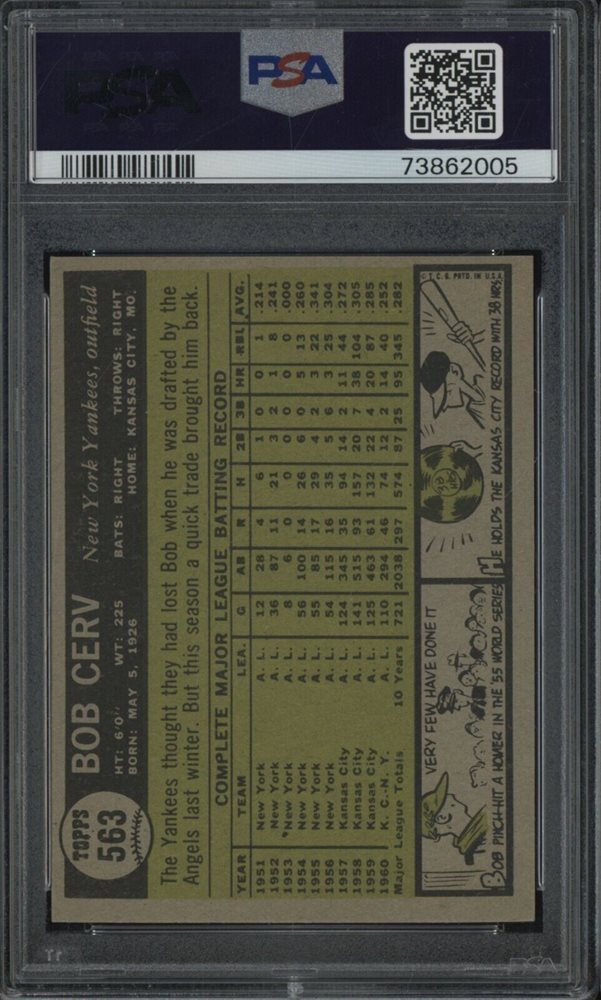 PSA
PSA
73862005
TOPPS
563
BOB CERV
New York Yankees, outfield
HT: 6'0" WT: 225 BATS: RIGHT THROWS: RIGHT
BORN: MAY 5, 1926 HOME: KANSAS CITY, MO.
The Yankees thought they had lost Bob when he was drafted by the
Angels last winter. But this season a quick trade brought him back.
COMPLETE MAJOR LEAGUE BATTING RECORD
YEAR TEAM LEA. G AB R H 2B 3B HR RBI. AVG.
1951 New York A. L. 12 28 4 6 1 0 0 1 .214
1952 New York A. L. 36 87 11 21 3 2 1 8 .241
1953 New York A. L. 8 6 0 0 0 0 0 0 .000
1954 New York A. L. 56 100 14 26 6 0 5 13 .260
1955 New York A. L. 55 85 17 29 4 2 3 22 .341
1956 New York A. L. 54 115 16 35 5 6 3 25 .304
1957 Kansas City A. L. 124 345 35 94 14 2 11 44 .272
1958 Kansas City A. L. 141 515 93 157 20 7 38 104 .305
1959 Kansas City A. L. 125 463 61 132 22 4 20 87 .285
1960 K. C.-N. Y. A. L. 110 294 46 74 12 2 14 40 .252
Major League Totals 10 Years 721 2038 297 574 87 25 95 345 .282
VERY FEW HAVE DONE IT
BOB PINCH-HIT A HOMER IN THE '55 WORLD SERIES
© T. C. G. PRTD. IN U.S.A.
38 HRS
HE HOLDS THE KANSAS CITY RECORD WITH 38 HRS.
PSA